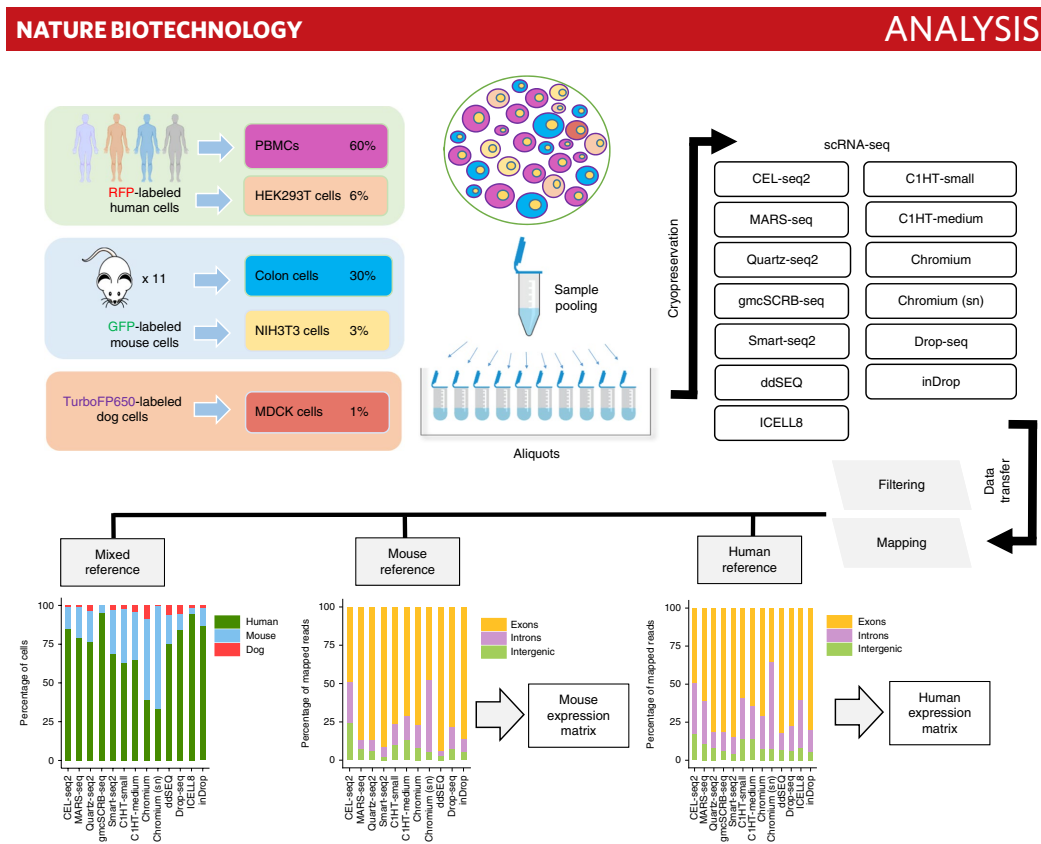 NATURE BIOTECHNOLOGY
ANALYSIS
PBMCs 60%
RFP-labeled
human cells
HEK293T cells 6%
x 11
Colon cells 30%
GFP-labeled
mouse cells
NIH3T3 cells 3%
TurboFP650-labeled
dog cells
MDCK cells 1%
Sample
pooling
Aliquots
Cryopreservation
scRNA-seq
CEL-seq2
C1HT-small
MARS-seq
C1HT-medium
Quartz-seq2
Chromium
gmcSCRB-seq
Chromium (sn)
Smart-seq2
Drop-seq
ddSEQ
inDrop
ICELL8
Data
transfer
Filtering
Mapping
Mixed
reference
Mouse
reference
Human
reference
Percentage of cells
100
75
50
25
0
Human
Mouse
Dog
CEL-seq2
MARS-seq
Quartz-seq2
gmcSCRB-seq
Smart-seq2
C1HT-small
C1HT-medium
Chromium
Chromium (sn)
ddSEQ
Drop-seq
ICELL8
inDrop
Percentage of mapped reads
100
75
50
25
0
Exons
Introns
Intergenic
CEL-seq2
MARS-seq
Quartz-seq2
Smart-seq2
C1HT-small
C1HT-medium
Chromium
Chromium (sn)
ddSEQ
Drop-seq
inDrop
Mouse
expression
matrix
Percentage of mapped reads
100
75
50
25
0
Exons
Introns
Intergenic
CEL-seq2
MARS-seq
Quartz-seq2
gmcSCRB-seq
Smart-seq2
C1HT-small
C1HT-medium
Chromium
Chromium (sn)
ddSEQ
Drop-seq
ICELL8
inDrop
Human
expression
matrix